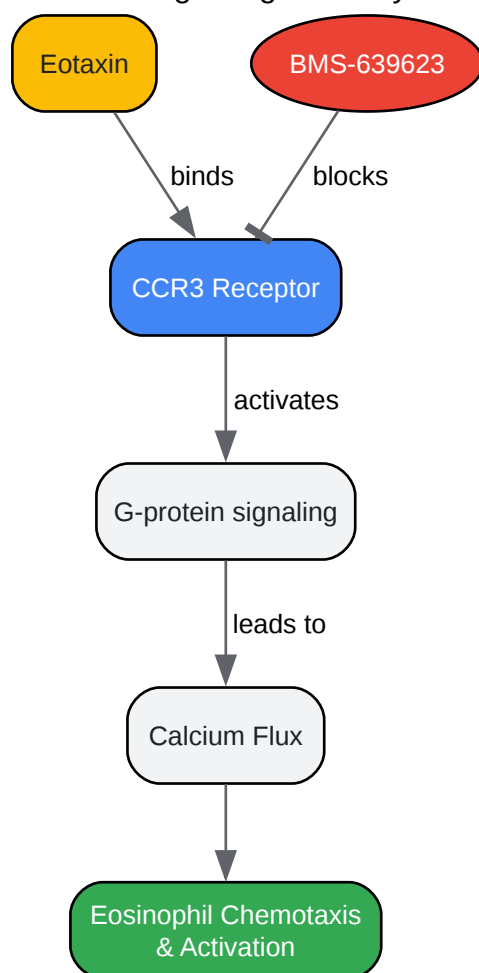 Eotaxin
BMS-639623
binds
blocks
CCR3 Receptor
activates
G-protein signaling
leads to
Calcium Flux
Eosinophil Chemotaxis
& Activation